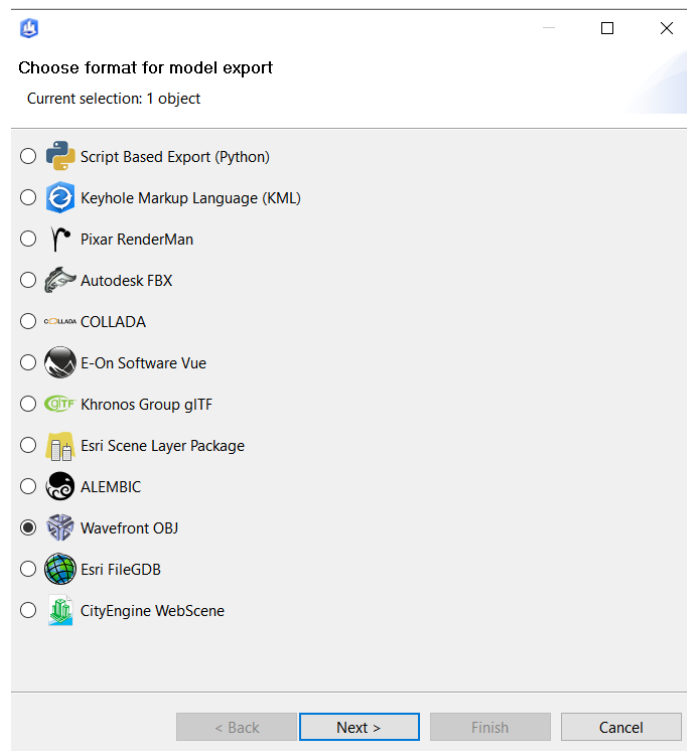 Choose format for model export
Current selection: 1 object
Script Based Export (Python)
Keyhole Markup Language (KML)
Pixar RenderMan
Autodesk FBX
COLLADA COLLADA
E-On Software Vue
glTF Khronos Group glTF
Esri Scene Layer Package
ALEMBIC
Wavefront OBJ
Esri FileGDB
CityEngine WebScene
< Back Next > Finish Cancel